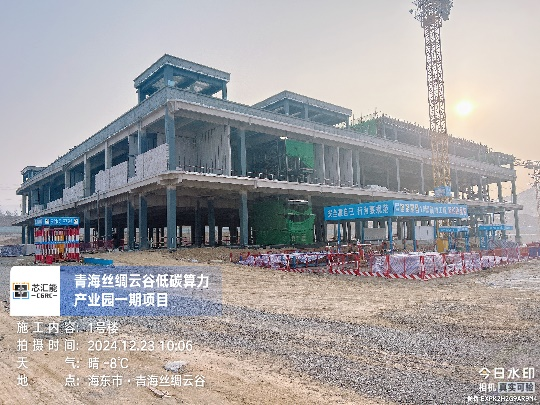 芯汇能
CGRC
青海丝绸云谷低碳算力
产业园一期项目
施工内容：1号楼
拍摄时间：2024.12.23 10:06
天 气：晴 -8℃
地 点：海东市·青海丝绸云谷
今日水印
相机 真实可验